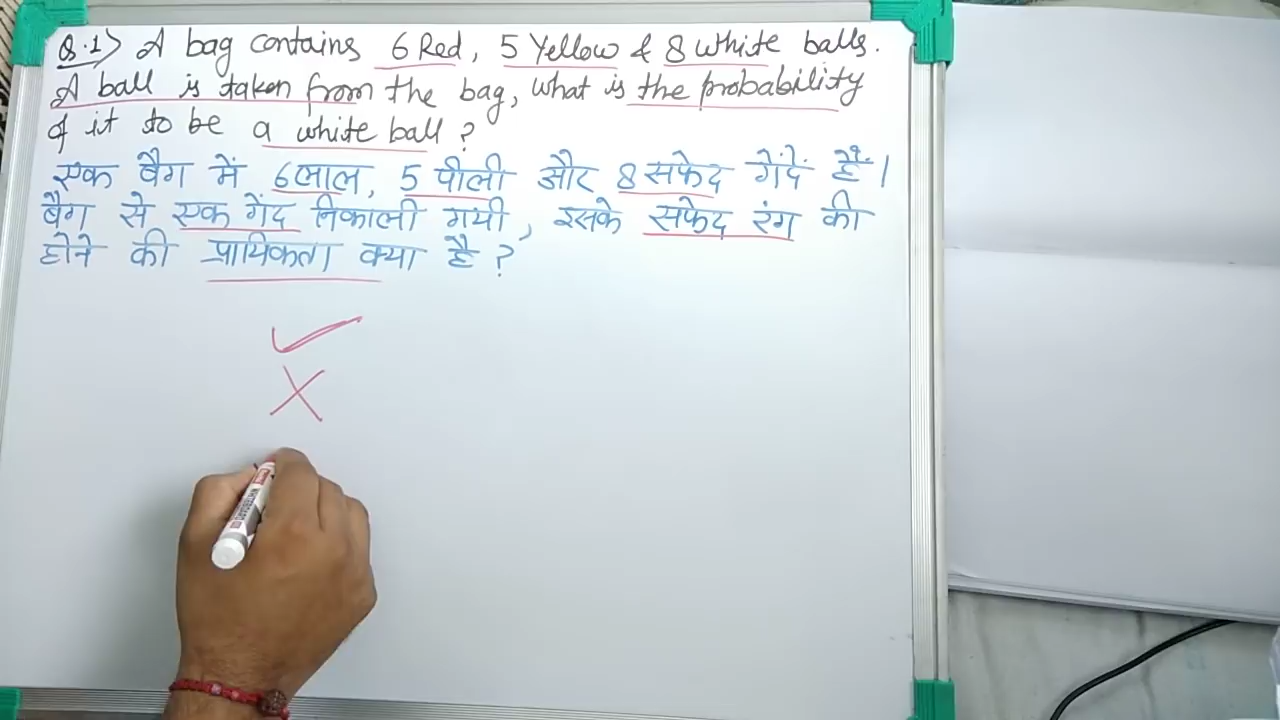 Q.1) A bag contains 6 Red, 5 Yellow & 8 white balls.
A ball is taken from the bag, what is the probability
of it to be a white ball?
एक बैग में 6 लाल, 5 पीली और 8 सफेद गेंदें हैं।
बैग से एक गेंद निकाली गयी, इसके सफेद रंग की
होने की प्रायिकता क्या है?